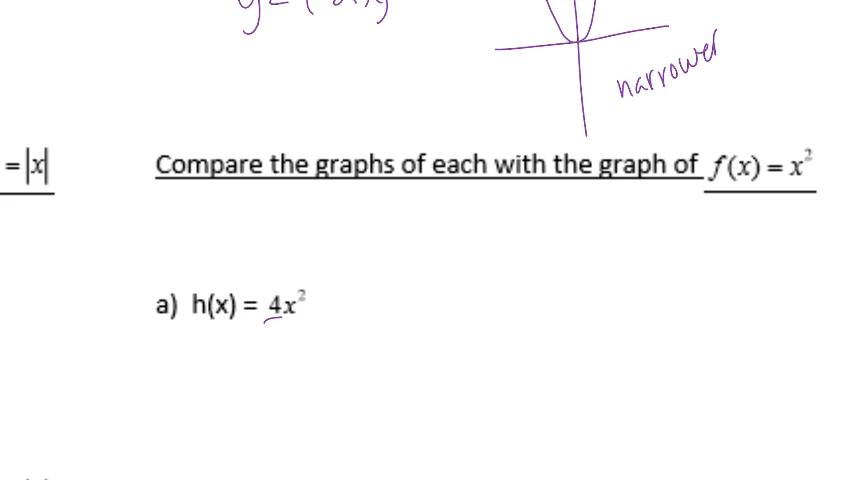 narrower
= |x|
Compare the graphs of each with the graph of f(x) = x²
a) h(x) = 4x²